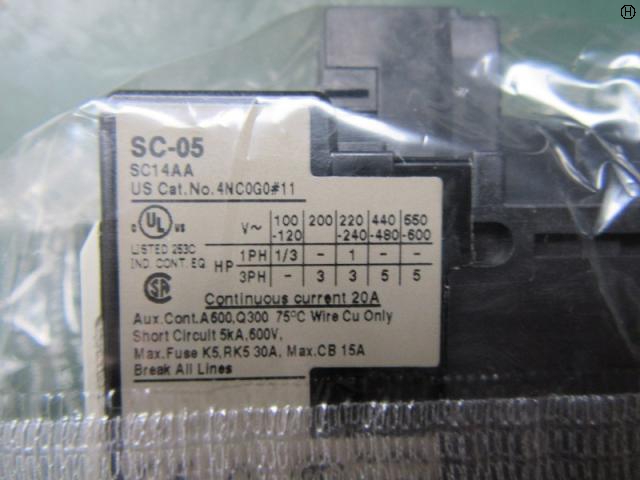 H
SC-05
SC14AA
US Cat.No.4NC0G0#11
C UL US
LISTED 253C
IND. CONT. EQ
V~ 100-120 200 220-240 440-480 550-600
HP 1PH 1/3 - 1 - -
3PH - 3 3 5 5
SA
Continuous current 20A
Aux.Cont.A600,Q300 75°C Wire Cu Only
Short Circuit 5kA,600V,
Max.Fuse K5,RK5 30A, Max.CB 15A
Break All Lines